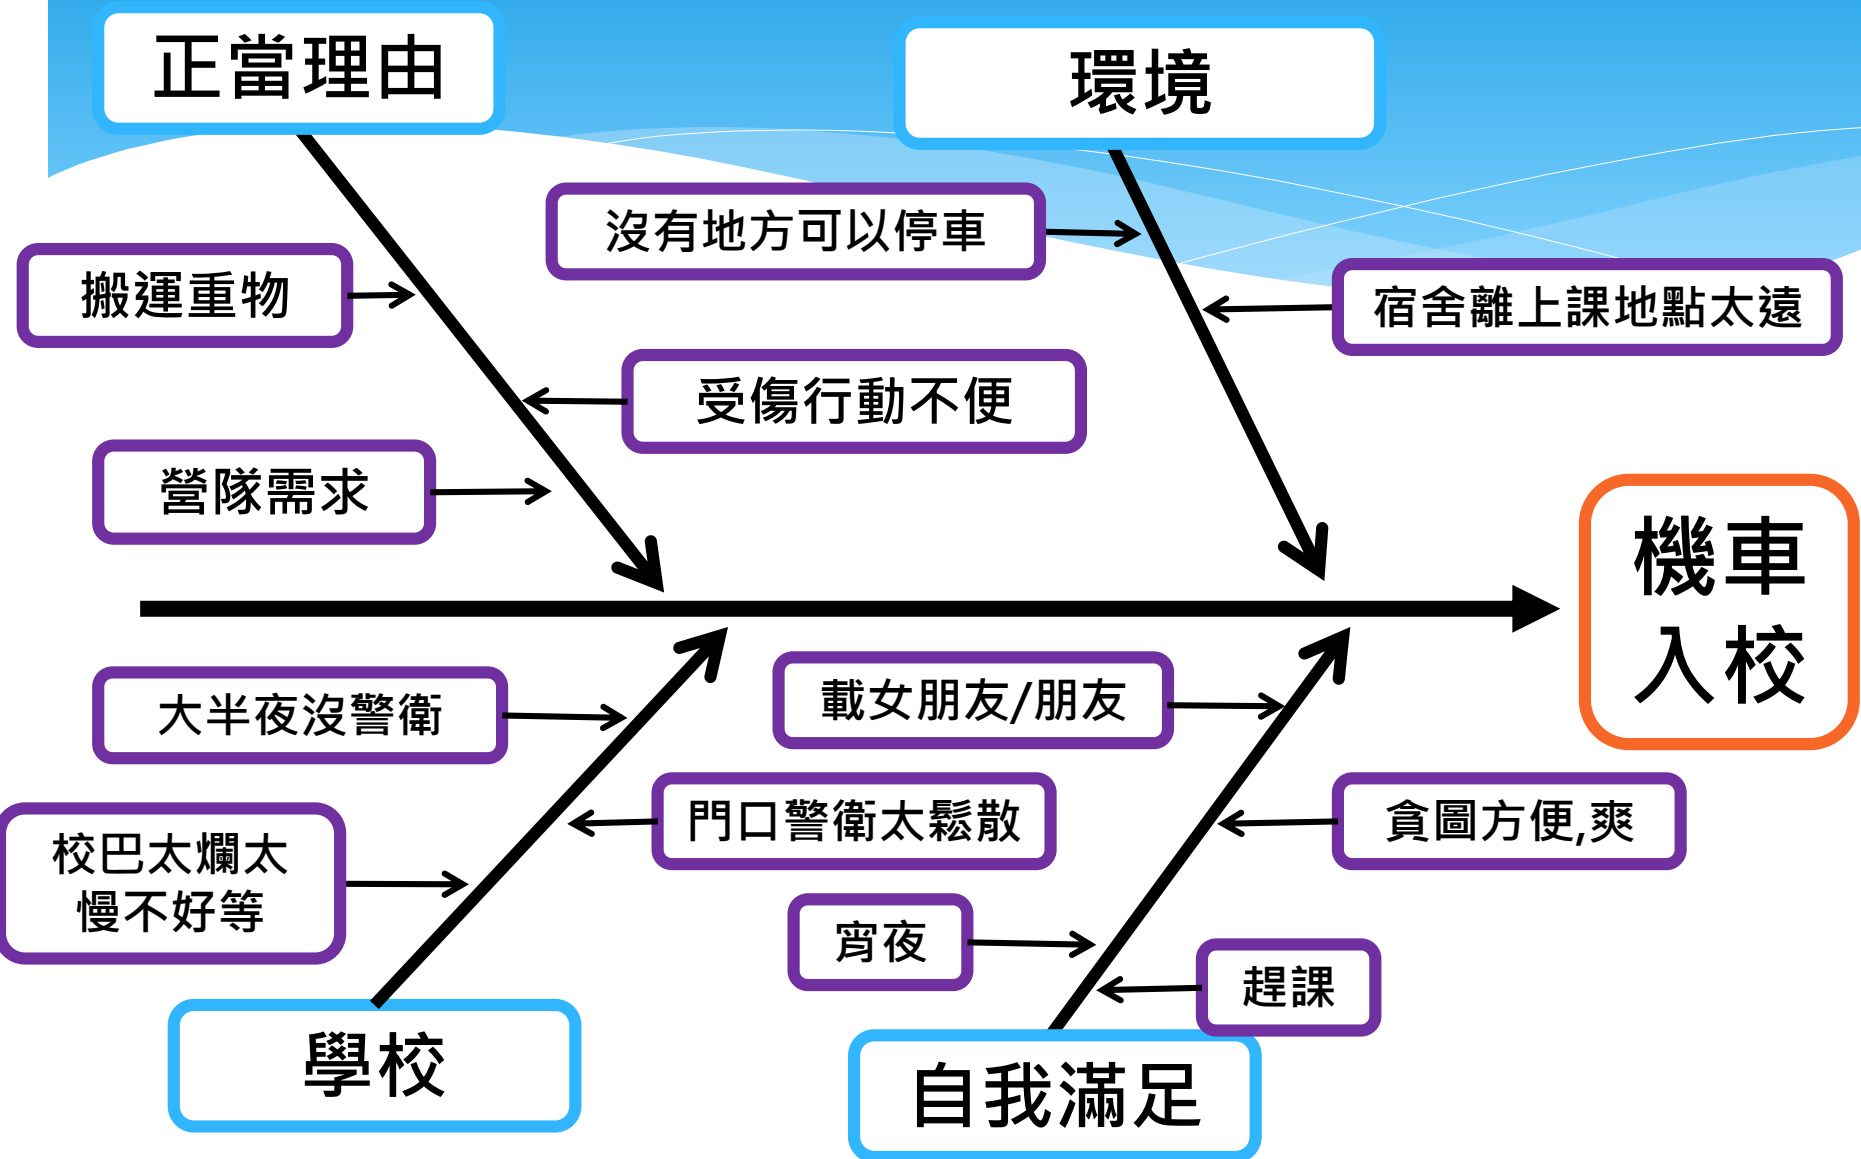 正當理由
環境
沒有地方可以停車
搬運重物
宿舍離上課地點太遠
受傷行動不便
營隊需求
機車
入校
大半夜沒警衛
載女朋友/朋友
門口警衛太鬆散
貪圖方便,爽
校巴太爛太
慢不好等
宵夜
趕課
學校
自我滿足